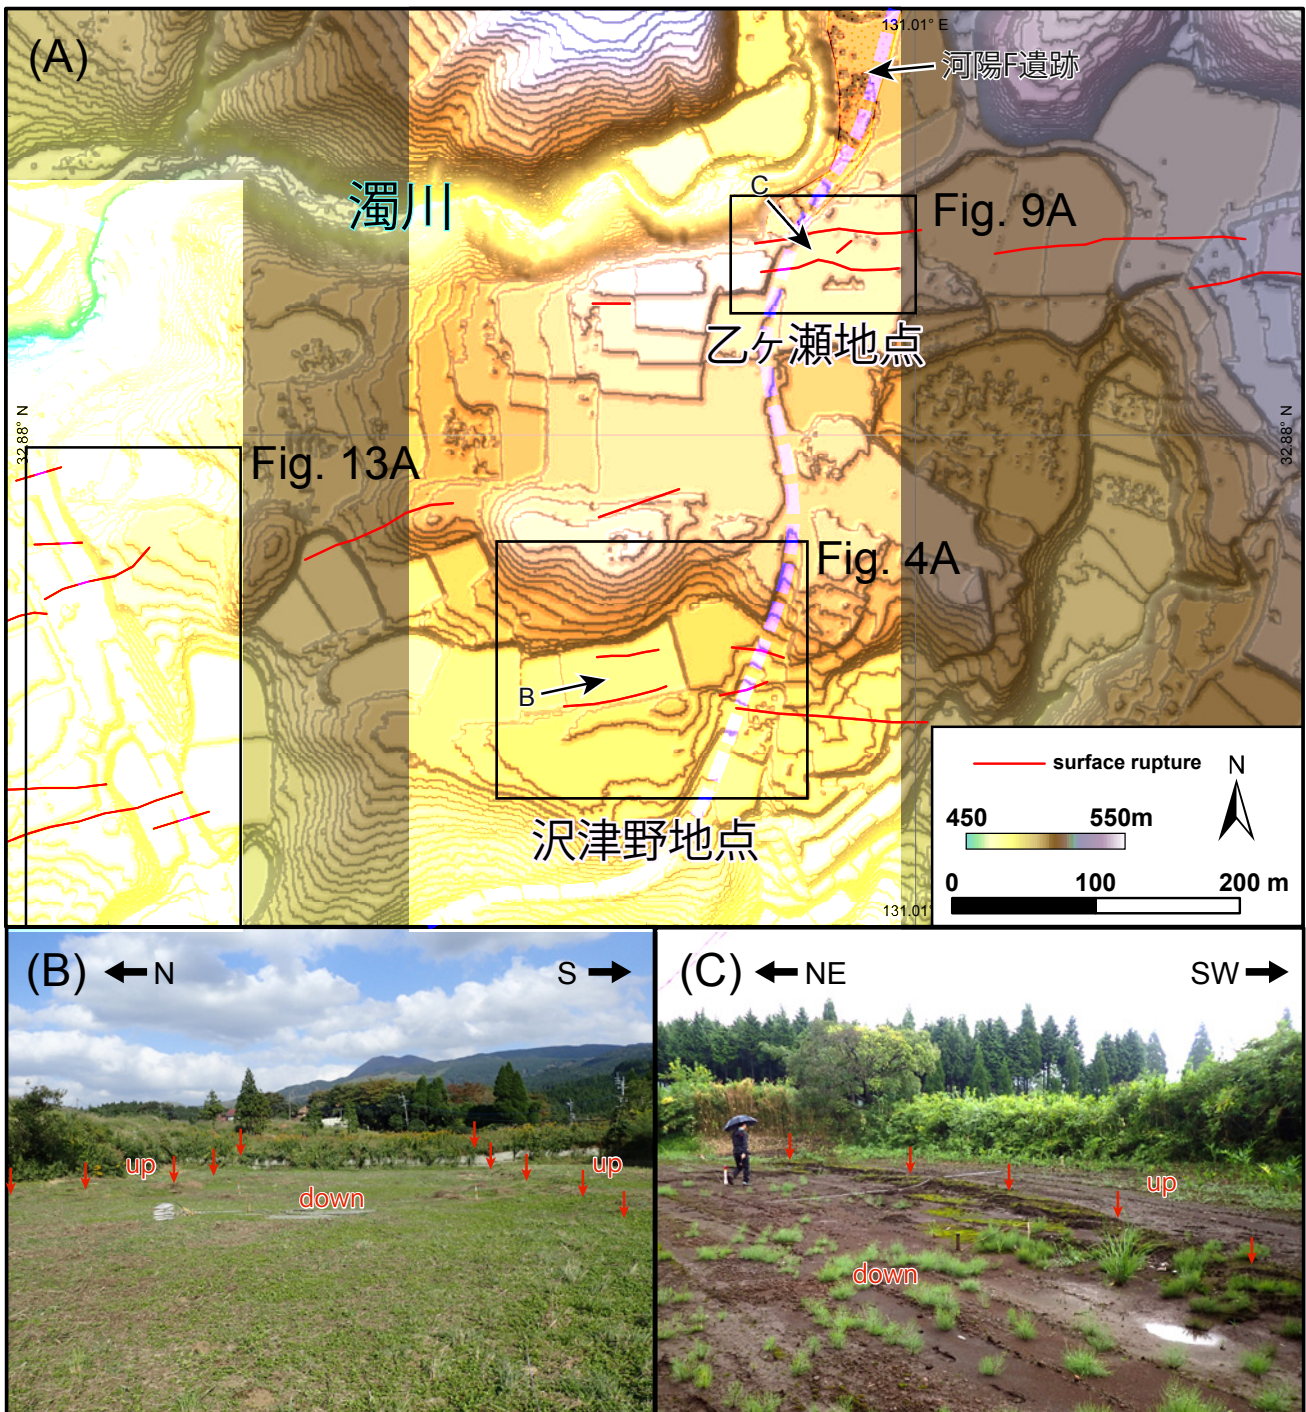 (A)
131.01° E
河陽F遺跡
濁川
C
Fig. 9A
乙ヶ瀬地点
32.88° N
32.88° N
Fig. 13A
Fig. 4A
B
surface rupture
N
450
550m
沢津野地点
0
100
200 m
131.01°
(B)
N
S
up
up
down
(C)
NE
SW
up
down